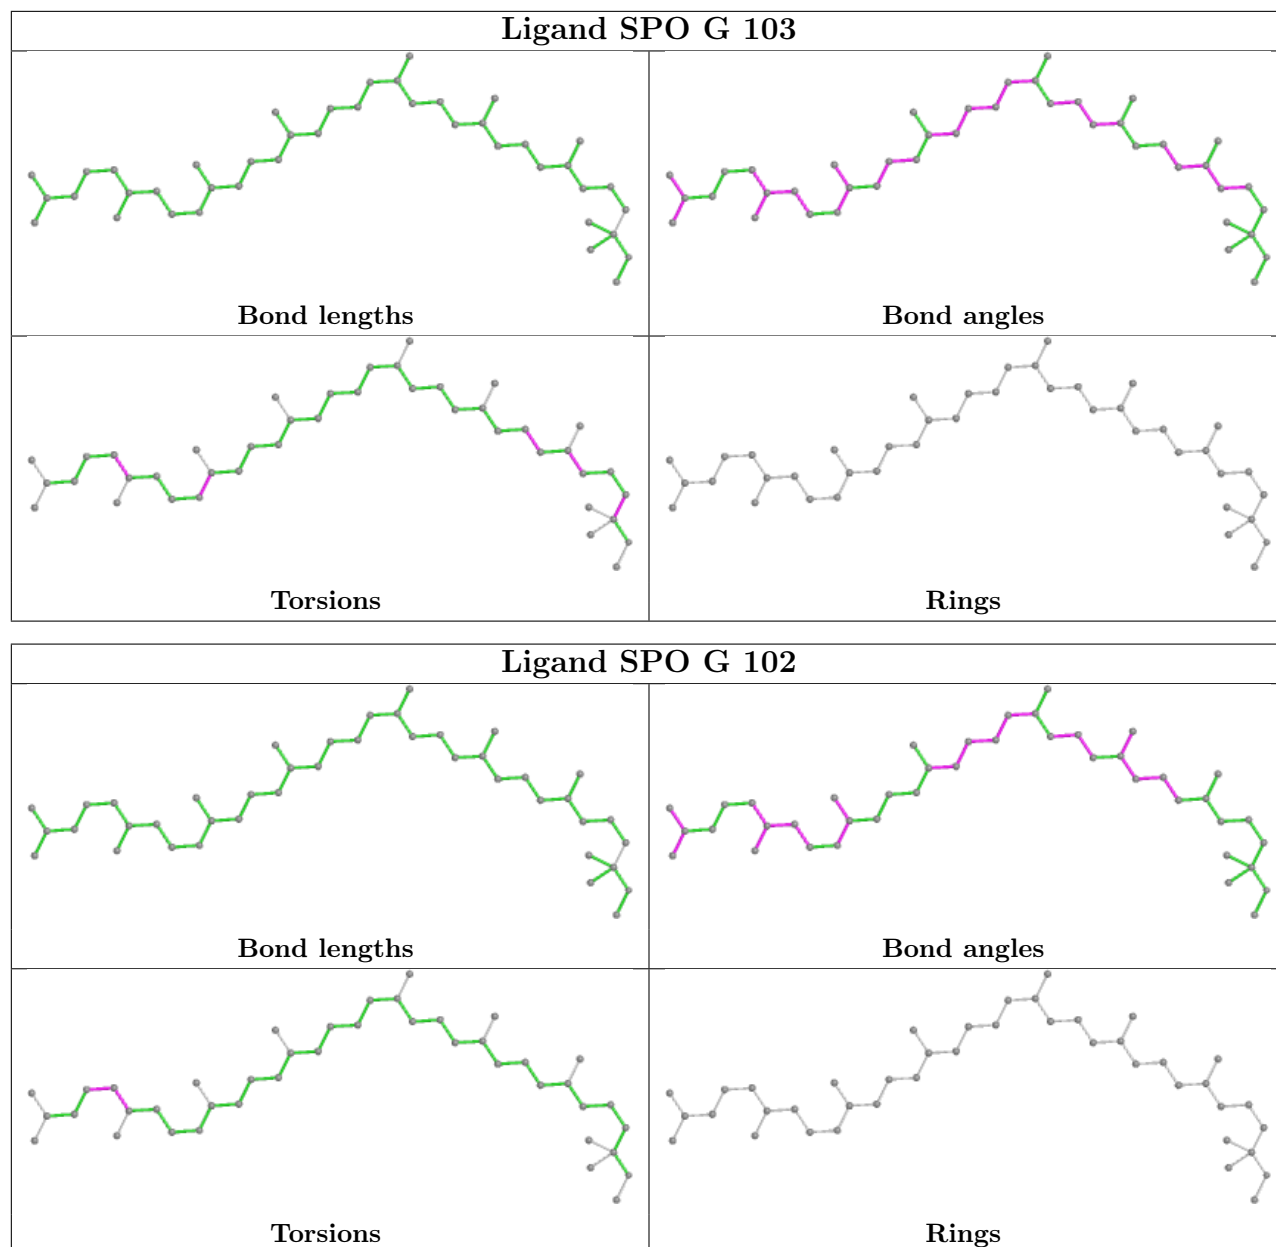 Ligand SPO G 103
Bond lengths
Bond angles
Torsions
Rings
Ligand SPO G 102
Bond lengths
Bond angles
Torsions
Rings